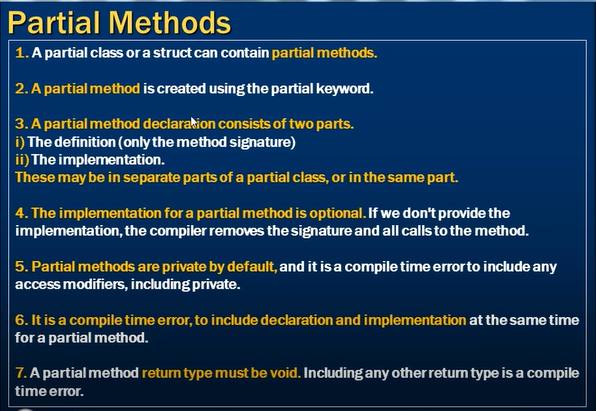 Partial Methods
1. A partial class or a struct can contain partial methods.
2. A partial method is created using the partial keyword.
3. A partial method declaration consists of two parts.
i) The definition (only the method signature)
ii) The implementation.
These may be in separate parts of a partial class, or in the same part.
4. The implementation for a partial method is optional. If we don't provide the
implementation, the compiler removes the signature and all calls to the method.
5. Partial methods are private by default, and it is a compile time error to include any
access modifiers, including private.
6. It is a compile time error, to include declaration and implementation at the same time
for a partial method.
7. A partial method return type must be void. Including any other return type is a compile
time error.